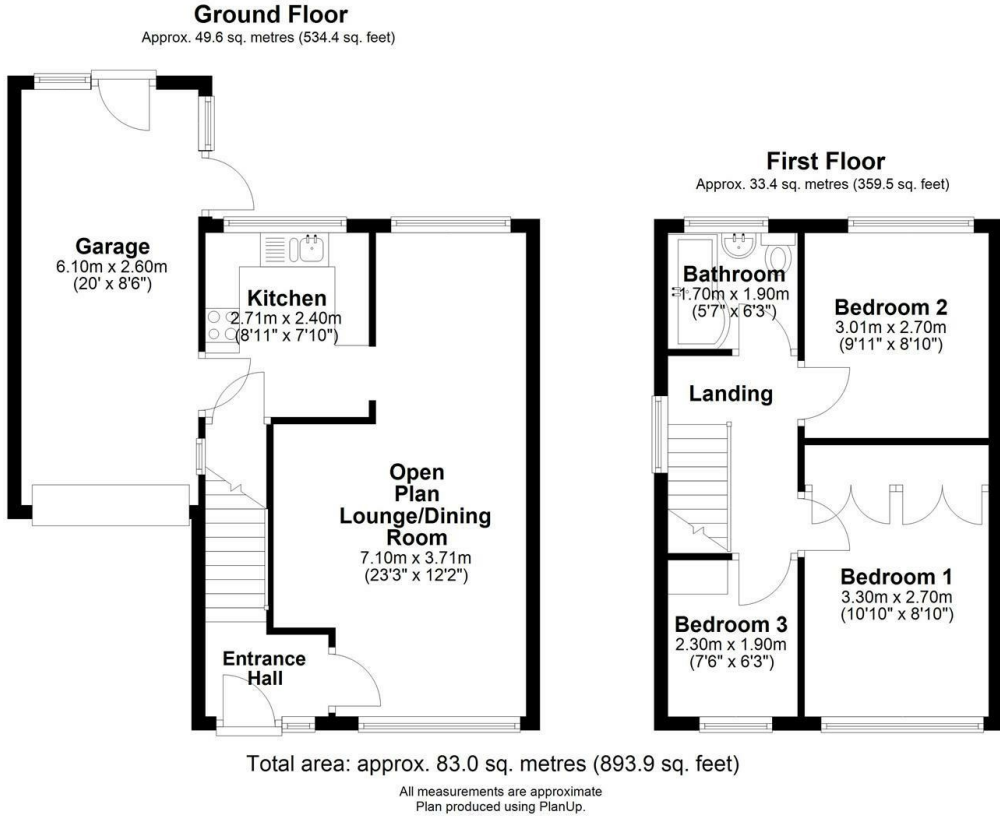 Ground Floor
Approx. 49.6 sq. metres (534.4 sq. feet)
First Floor
Approx. 33.4 sq. metres (359.5 sq. feet)
Garage
6.10m x 2.60m
(20' x 8'6")
Kitchen
2.71m x 2.40m
(8'11" x 7'10")
Open
Plan
Lounge/Dining
Room
7.10m x 3.71m
(23'3" x 12'2")
Entrance
Hall
Bathroom
1.70m x 1.90m
(5'7" x 6'3")
Bedroom 2
3.01m x 2.70m
(9'11" x 8'10")
Landing
Bedroom 1
3.30m x 2.70m
(10'10" x 8'10")
Bedroom 3
2.30m x 1.90m
(7'6" x 6'3")
Total area: approx. 83.0 sq. metres (893.9 sq. feet)
All measurements are approximate
Plan produced using PlanUp.